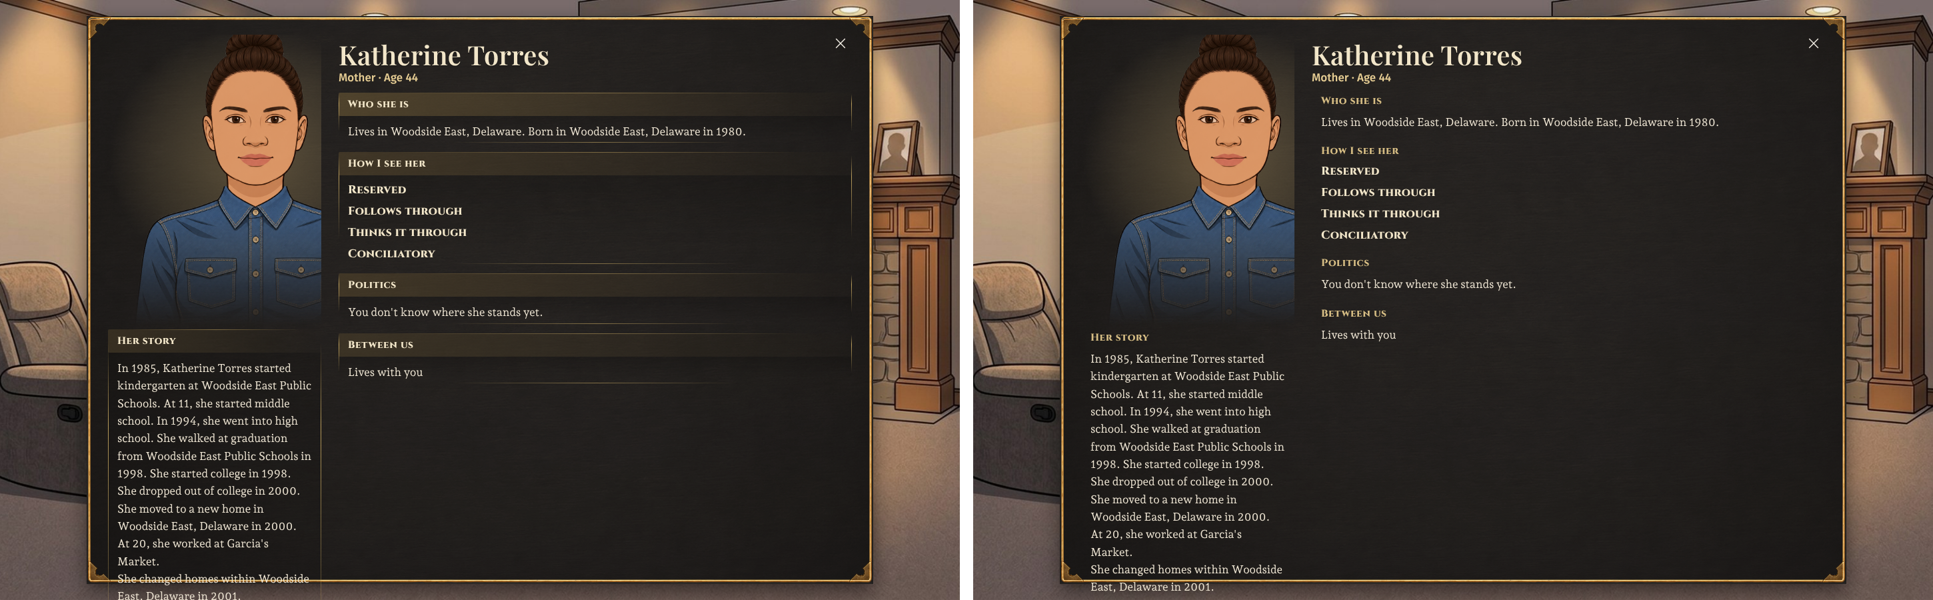 Katherine Torres
Mother · Age 44
Who she is
Lives in Woodside East, Delaware. Born in Woodside East, Delaware in 1980.
How I see her
Reserved
Follows through
Thinks it through
Conciliatory
Politics
You don't know where she stands yet.
Between us
Lives with you
Her story
In 1985, Katherine Torres started
kindergarten at Woodside East Public
Schools. At 11, she started middle
school. In 1994, she went into high
school. She walked at graduation
from Woodside East Public Schools in
1998. She started college in 1998.
She dropped out of college in 2000.
She moved to a new home in
Woodside East, Delaware in 2000.
At 20, she worked at Garcia's
Market.
She changed homes within Woodside
East, Delaware in 2001.
Katherine Torres
Mother · Age 44
Who she is
Lives in Woodside East, Delaware. Born in Woodside East, Delaware in 1980.
How I see her
Reserved
Follows through
Thinks it through
Conciliatory
Politics
You don't know where she stands yet.
Between us
Lives with you
Her story
In 1985, Katherine Torres started
kindergarten at Woodside East Public
Schools. At 11, she started middle
school. In 1994, she went into high
school. She walked at graduation
from Woodside East Public Schools in
1998. She started college in 1998.
She dropped out of college in 2000.
She moved to a new home in
Woodside East, Delaware in 2000.
At 20, she worked at Garcia's
Market.
She changed homes within Woodside
East, Delaware in 2001.